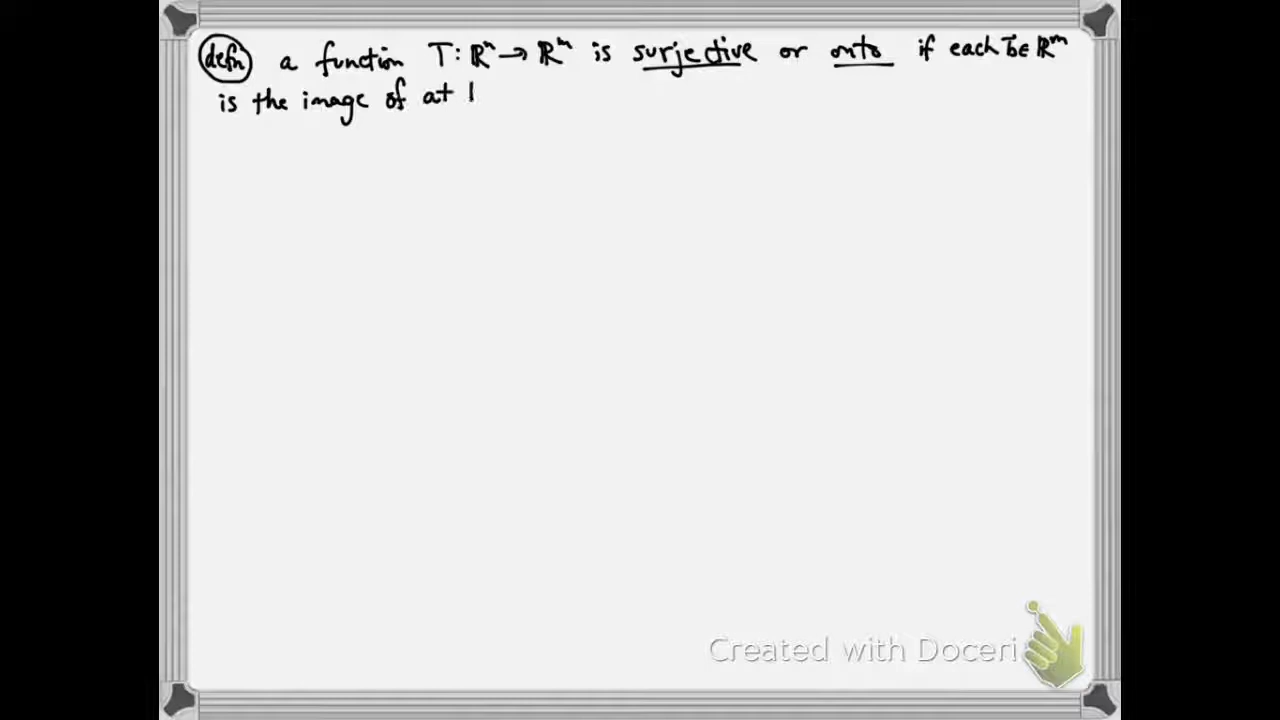 defn a function T: ℝⁿ → ℝᵐ is surjective or onto if each b̄ ∈ ℝᵐ
is the image of at l
Created with Doceri